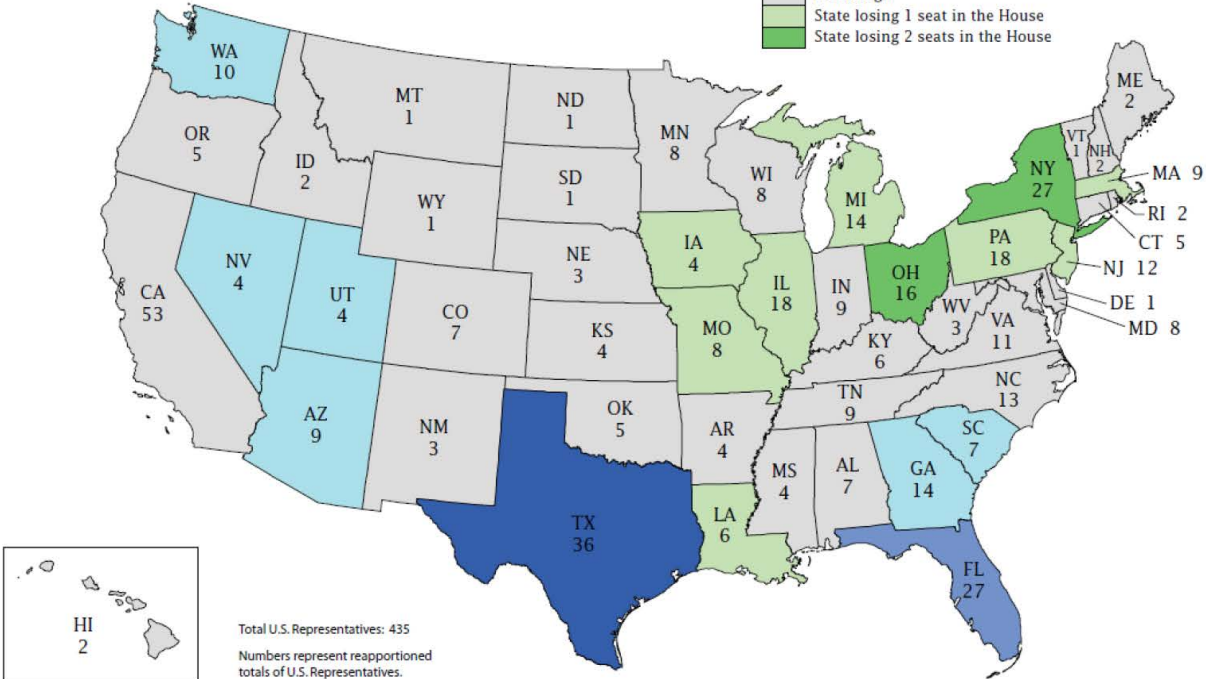 State losing 1 seat in the House
State losing 2 seats in the House
WA
10
MT
1
ND
1
MN
8
ME
2
OR
5
ID
2
SD
1
WI
8
MI
14
VT
1
NH
2
NY
27
MA 9
RI 2
CT 5
WY
1
IA
4
PA
18
NJ 12
NV
4
UT
4
NE
3
IL
18
IN
9
OH
16
DE 1
MD 8
CA
53
CO
7
KS
4
MO
8
KY
6
WV
3
VA
11
NC
13
AZ
9
NM
3
OK
5
AR
4
TN
9
SC
7
MS
4
AL
7
GA
14
TX
36
LA
6
FL
27
HI
2
Total U.S. Representatives: 435
Numbers represent reapportioned
totals of U.S. Representatives.